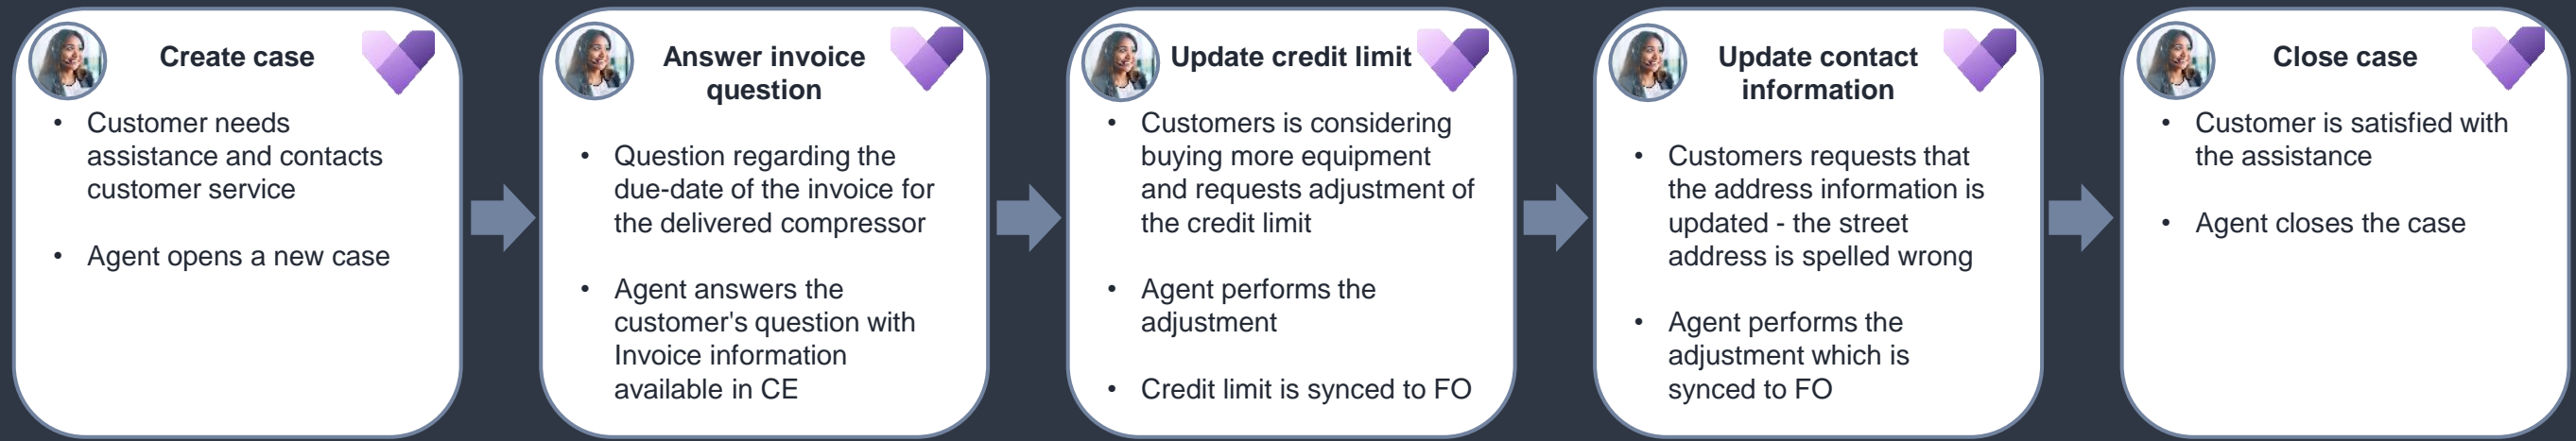 Create case
• Customer needs
assistance and contacts
customer service
• Agent opens a new case
Answer invoice
question
• Question regarding the
due-date of the invoice for
the delivered compressor
• Agent answers the
customer's question with
Invoice information
available in CE
Update credit limit
• Customers is considering
buying more equipment
and requests adjustment of
the credit limit
• Agent performs the
adjustment
• Credit limit is synced to FO
Update contact
information
• Customers requests that
the address information is
updated - the street
address is spelled wrong
• Agent performs the
adjustment which is
synced to FO
Close case
• Customer is satisfied with
the assistance
• Agent closes the case